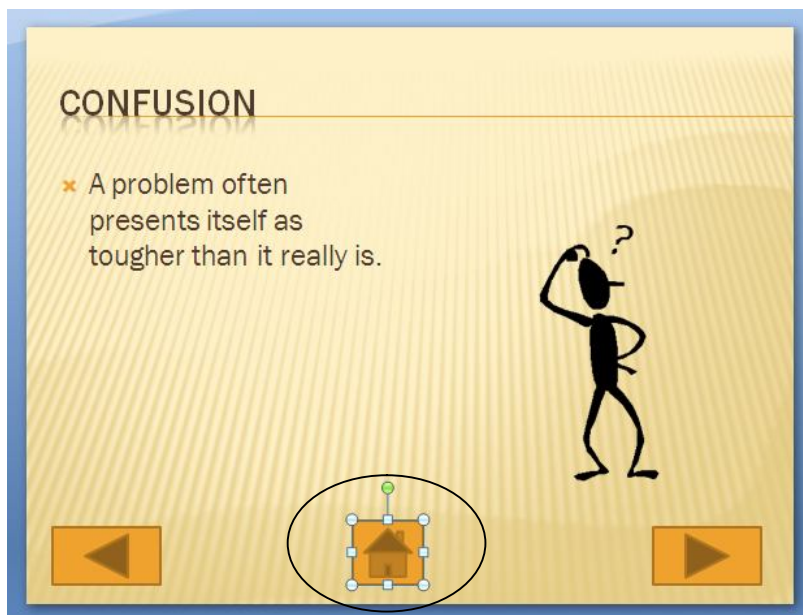 CONFUSION
A problem often
presents itself as
tougher than it really is.
?